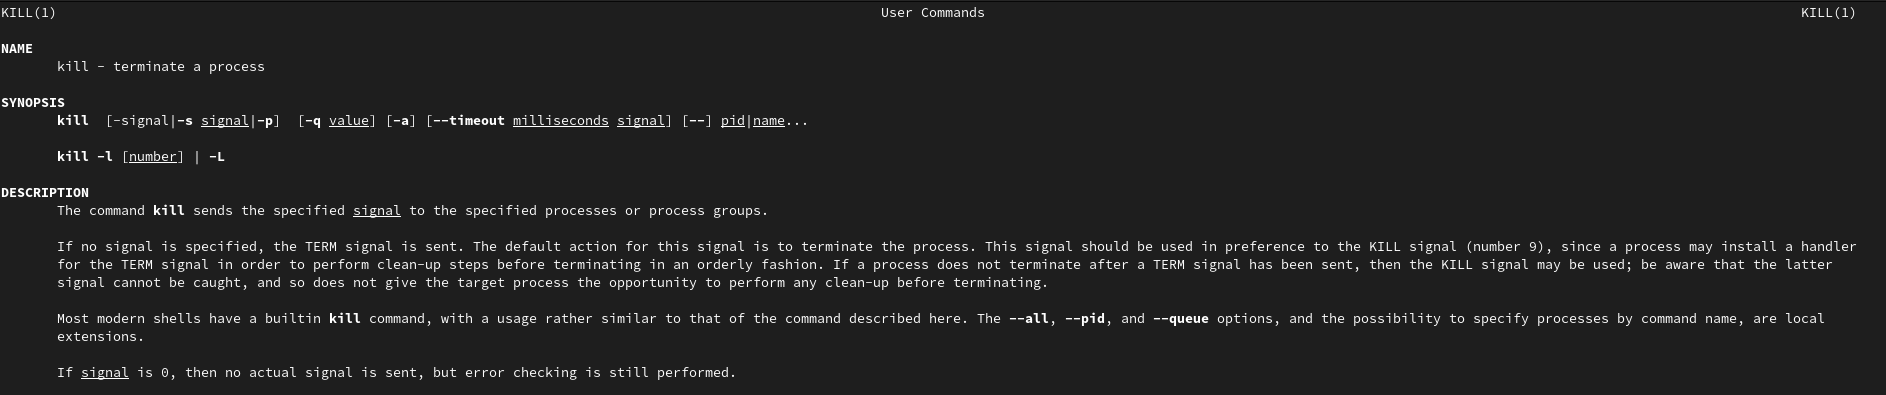 KILL(1) User Commands KILL(1)
NAME
kill - terminate a process
SYNOPSIS
kill [-signal|-s signal|-p] [-q value] [-a] [--timeout milliseconds signal] [--] pid|name...
kill -l [number] | -L
DESCRIPTION
The command kill sends the specified signal to the specified processes or process groups.
If no signal is specified, the TERM signal is sent. The default action for this signal is to terminate the process. This signal should be used in preference to the KILL signal (number 9), since a process may install a handler
for the TERM signal in order to perform clean-up steps before terminating in an orderly fashion. If a process does not terminate after a TERM signal has been sent, then the KILL signal may be used; be aware that the latter
signal cannot be caught, and so does not give the target process the opportunity to perform any clean-up before terminating.
Most modern shells have a builtin kill command, with a usage rather similar to that of the command described here. The --all, --pid, and --queue options, and the possibility to specify processes by command name, are local
extensions.
If signal is 0, then no actual signal is sent, but error checking is still performed.